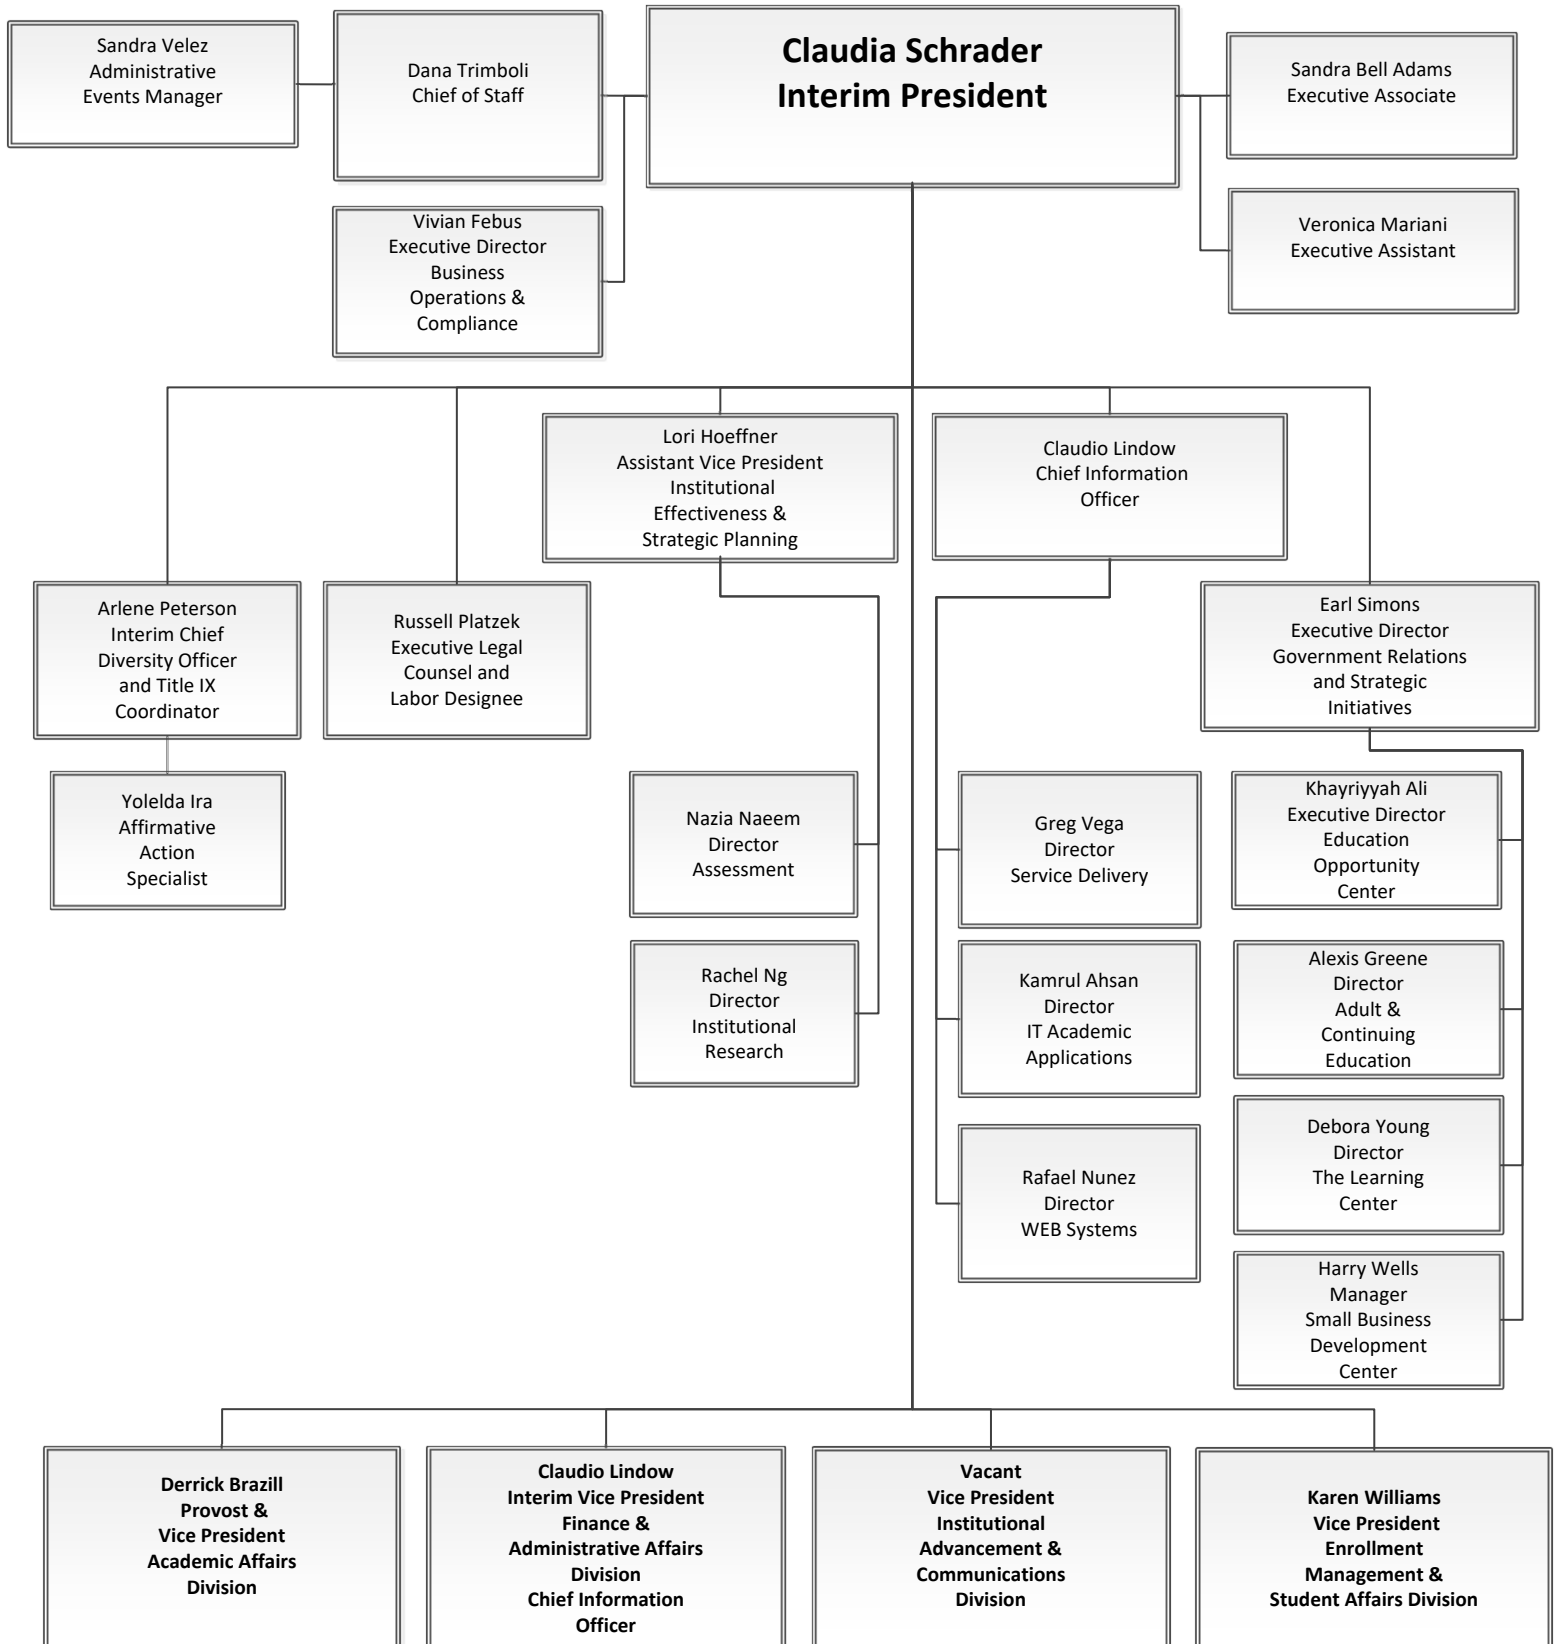 Sandra Velez
Administrative
Events Manager
Dana Trimboli
Chief of Staff
Claudia Schrader
Interim President
Sandra Bell Adams
Executive Associate
Vivian Febus
Executive Director
Business
Operations &
Compliance
Veronica Mariani
Executive Assistant
Lori Hoeffner
Assistant Vice President
Institutional
Effectiveness &
Strategic Planning
Claudio Lindow
Chief Information
Officer
Arlene Peterson
Interim Chief
Diversity Officer
and Title IX
Coordinator
Russell Platzek
Executive Legal
Counsel and
Labor Designee
Earl Simons
Executive Director
Government Relations
and Strategic
Initiatives
Yolelda Ira
Affirmative
Action
Specialist
Nazia Naeem
Director
Assessment
Greg Vega
Director
Service Delivery
Khayriyyah Ali
Executive Director
Education
Opportunity
Center
Rachel Ng
Director
Institutional
Research
Kamrul Ahsan
Director
IT Academic
Applications
Alexis Greene
Director
Adult &
Continuing
Education
Rafael Nunez
Director
WEB Systems
Debora Young
Director
The Learning
Center
Harry Wells
Manager
Small Business
Development
Center
Derrick Brazill
Provost &
Vice President
Academic Affairs
Division
Claudio Lindow
Interim Vice President
Finance &
Administrative Affairs
Division
Chief Information
Officer
Vacant
Vice President
Institutional
Advancement &
Communications
Division
Karen Williams
Vice President
Enrollment
Management &
Student Affairs Division